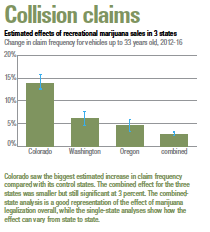 Collision claims
Estimated effects of recreational marijuana sales in 3 states
Change in claim frequency for vehicles up to 33 years old, 2012-16
20%
15%
10%
5%
0%
Colorado Washington Oregon combined
Colorado saw the biggest estimated increase in claim frequency
compared with its control states. The combined effect for the three
states was smaller but still significant at 3 percent. The combined-
state analysis is a good representation of the effect of marijuana
legalization overall, while the single-state analyses show how the
effect can vary from state to state.